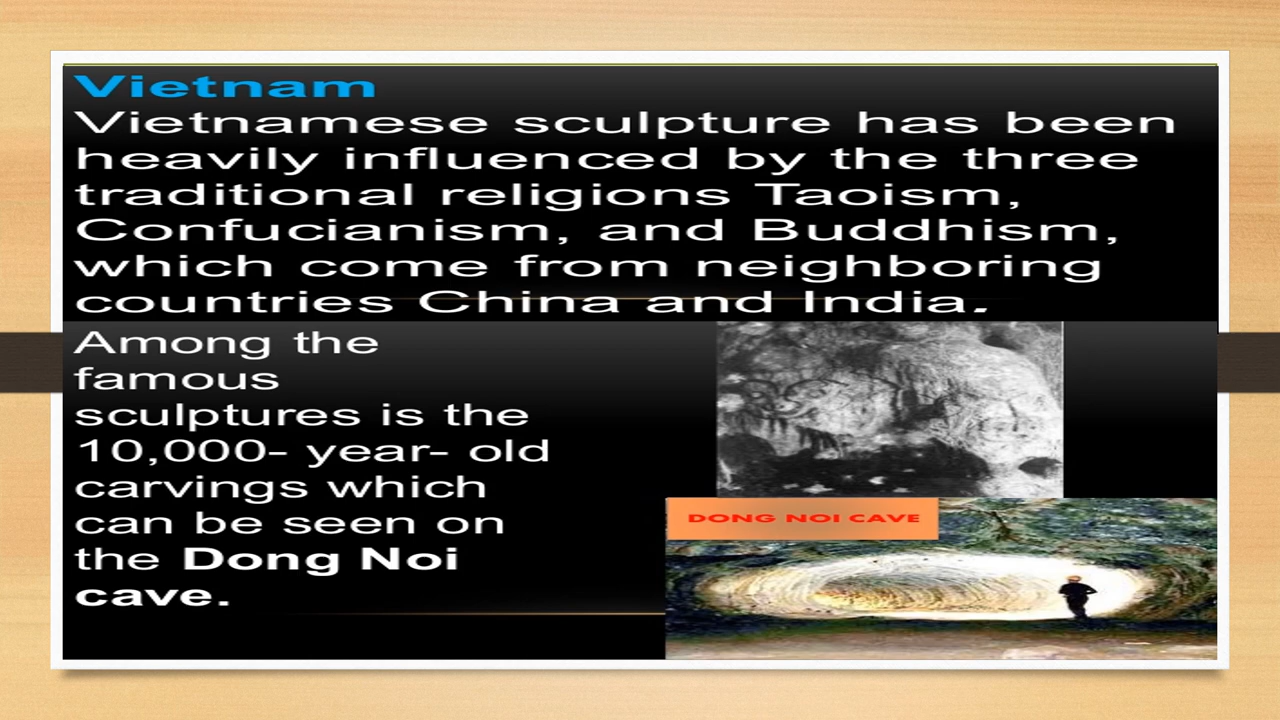 Vietnam
Vietnamese sculpture has been
heavily influenced by the three
traditional religions Taoism,
Confucianism, and Buddhism,
which come from neighboring
countries China and India.
Among the
famous
sculptures is the
10,000- year- old
carvings which
can be seen on
the Dong Noi
cave.
DONG NOI CAVE